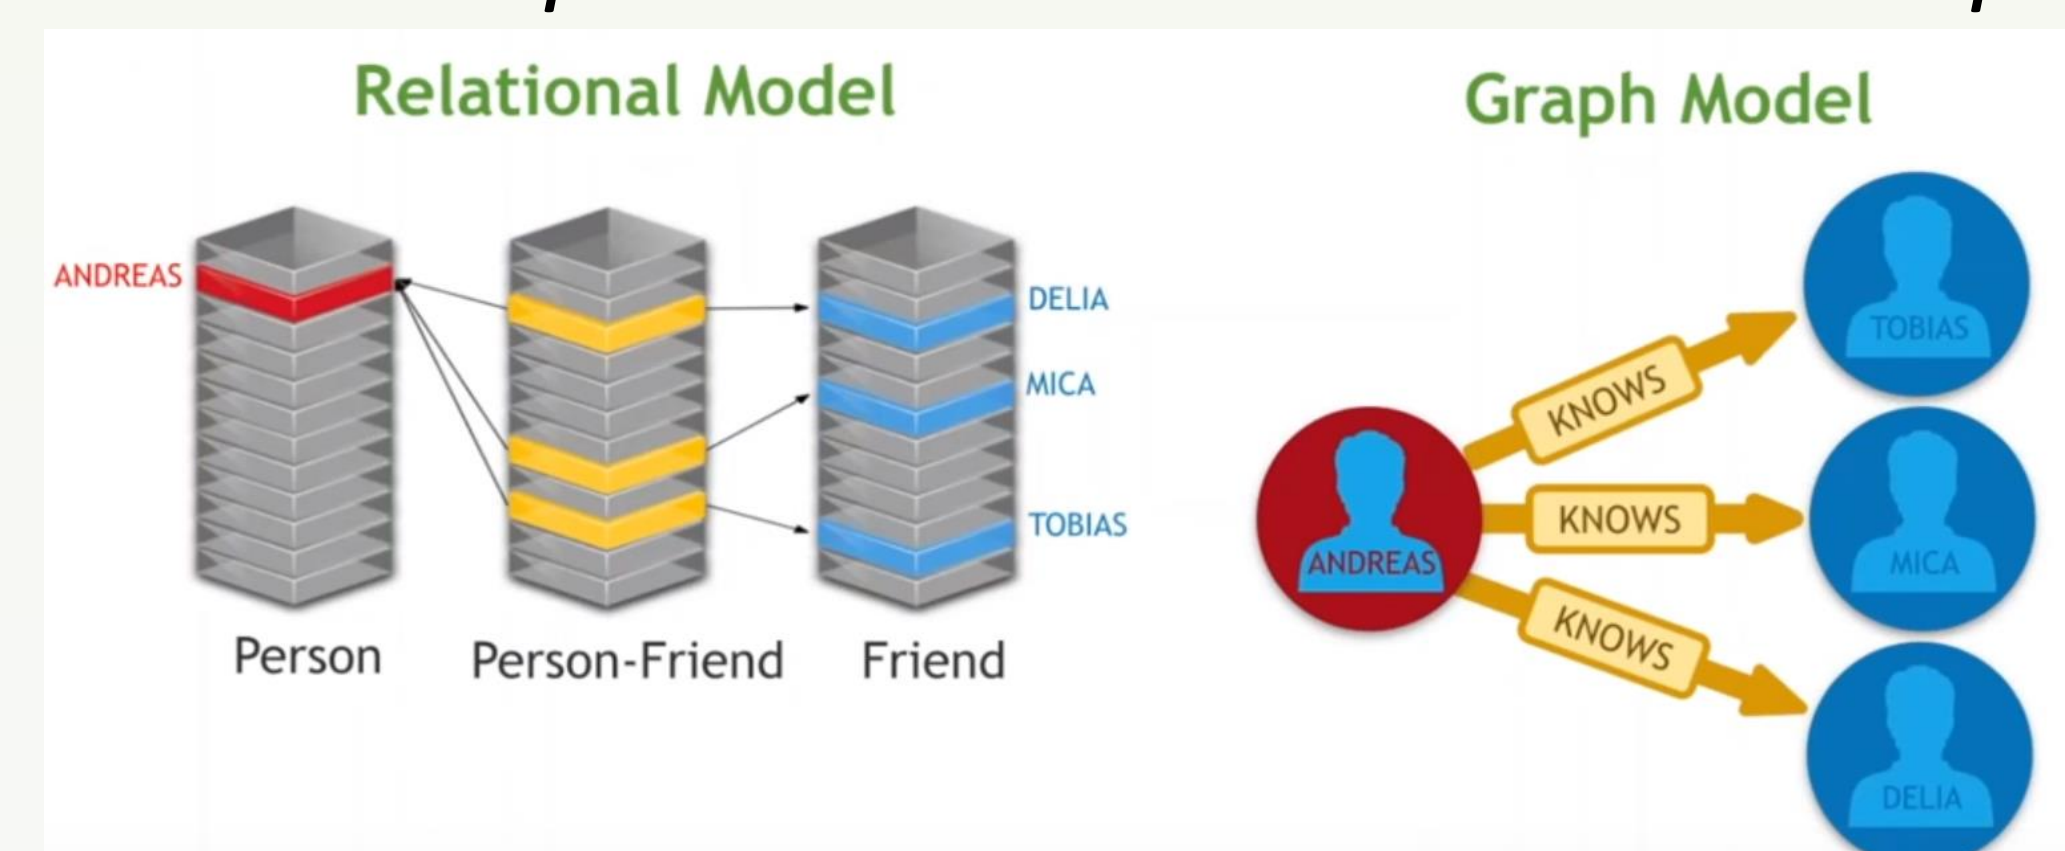 Relational Model
ANDREAS
DELIA
MICA
TOBIAS
Person
Person-Friend
Friend
Graph Model
TOBIAS
KNOWS
ANDREAS
KNOWS
MICA
KNOWS
DELIA